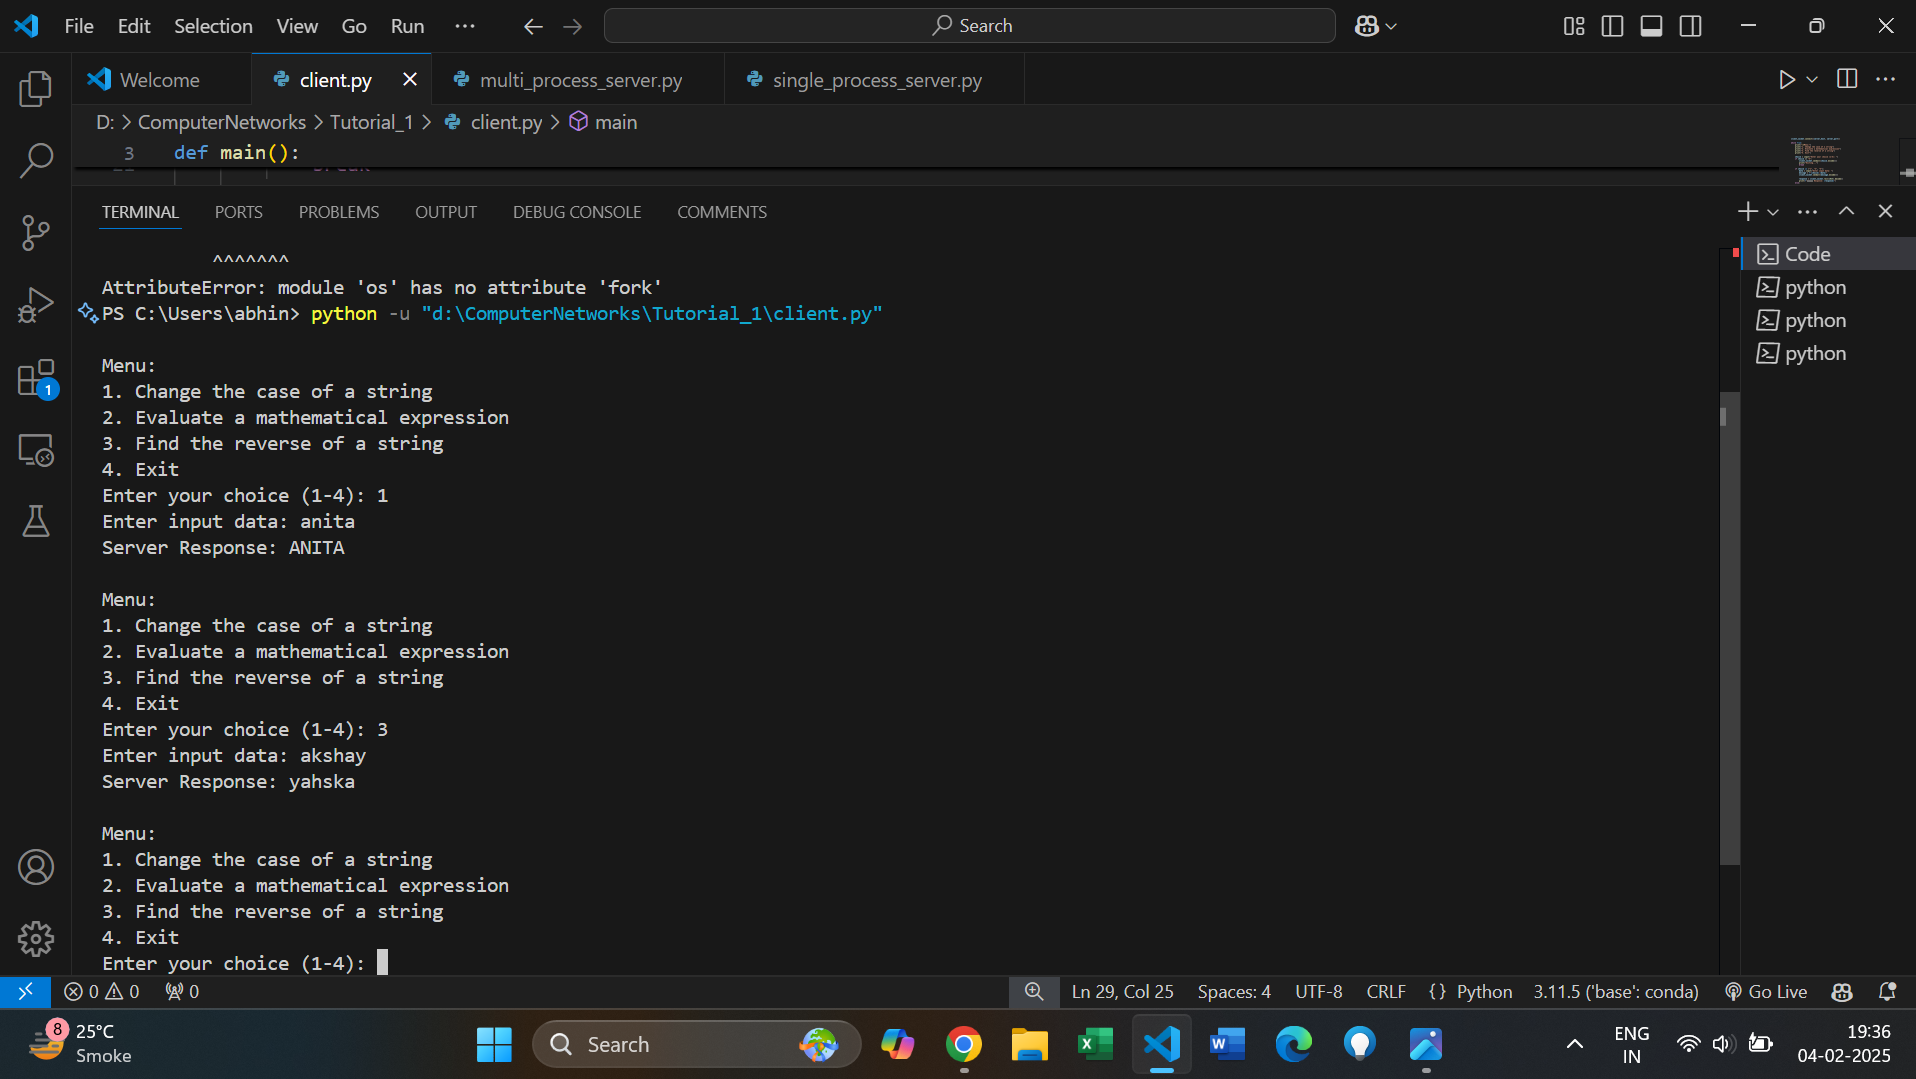 File Edit Selection View Go Run ··· Search
Welcome client.py multi_process_server.py single_process_server.py
D: > ComputerNetworks > Tutorial_1 > client.py > main
3 def main():
TERMINAL PORTS PROBLEMS OUTPUT DEBUG CONSOLE COMMENTS
^^^^^^^
AttributeError: module 'os' has no attribute 'fork'
PS C:\Users\abhin> python -u "d:\ComputerNetworks\Tutorial_1\client.py"
Menu:
1. Change the case of a string
2. Evaluate a mathematical expression
3. Find the reverse of a string
4. Exit
Enter your choice (1-4): 1
Enter input data: anita
Server Response: ANITA
Menu:
1. Change the case of a string
2. Evaluate a mathematical expression
3. Find the reverse of a string
4. Exit
Enter your choice (1-4): 3
Enter input data: akshay
Server Response: yahska
Menu:
1. Change the case of a string
2. Evaluate a mathematical expression
3. Find the reverse of a string
4. Exit
Enter your choice (1-4):
Code
python
python
python
1
0 0 0 Ln 29, Col 25 Spaces: 4 UTF-8 CRLF {} Python 3.11.5 ('base': conda) Go Live
8 25°C
Smoke
Search
ENG
IN
19:36
04-02-2025